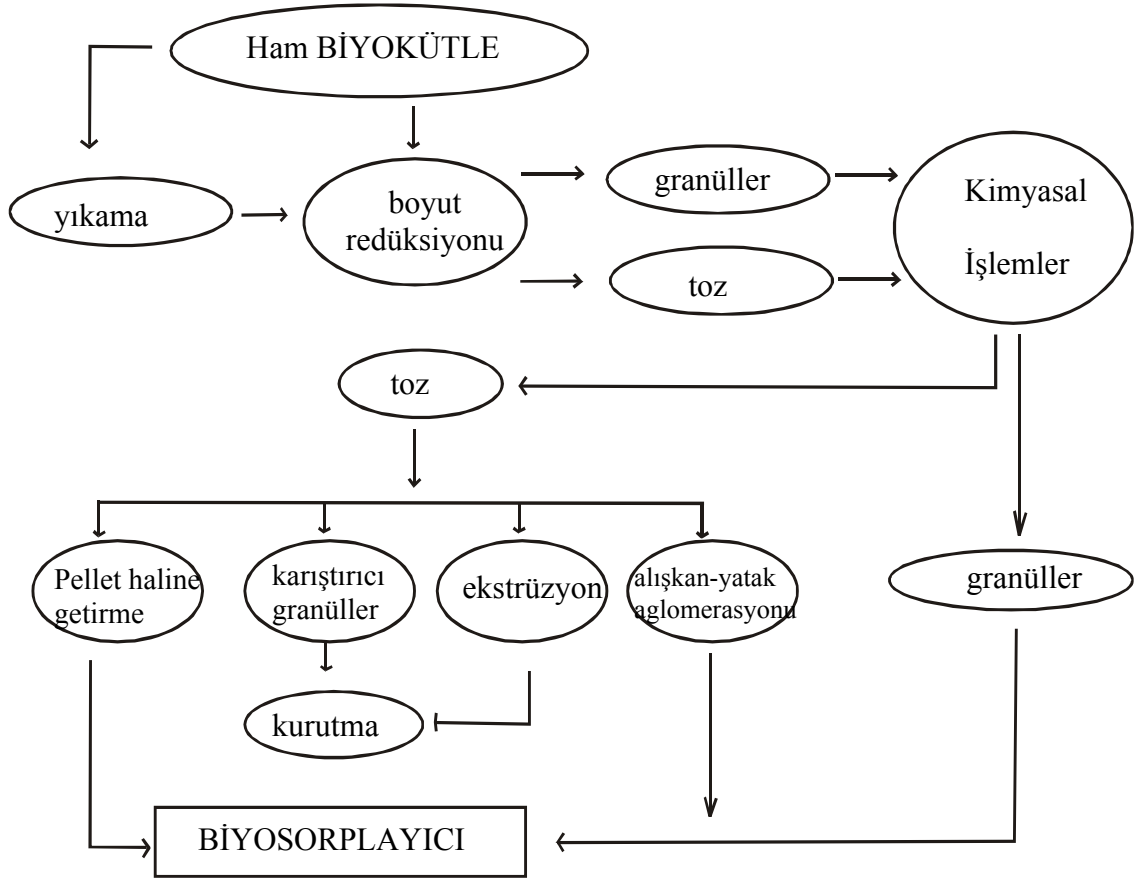 Ham BİYOKÜTLE
yıkama
boyut
redüksiyonu
granüller
toz
Kimyasal
İşlemler
toz
Pellet haline
getirme
karıştırıcı
granüller
ekstrüzyon
alışkan-yatak
aglomerasyonu
granüller
kurutma
BİYOSORPLAYICI